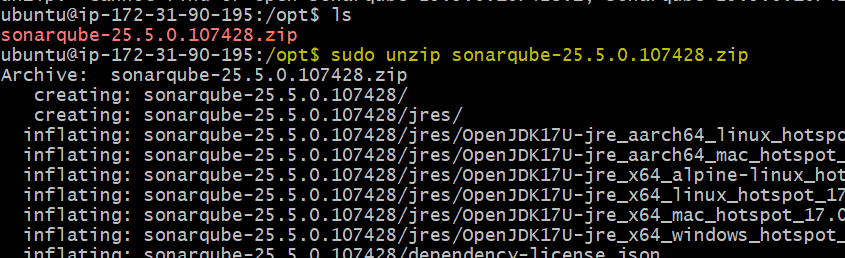 ubuntu@ip-172-31-90-195:/opt$ ls
sonarqube-25.5.0.107428.zip
ubuntu@ip-172-31-90-195:/opt$ sudo unzip sonarqube-25.5.0.107428.zip
Archive:  sonarqube-25.5.0.107428.zip
   creating: sonarqube-25.5.0.107428/
   creating: sonarqube-25.5.0.107428/jres/
  inflating: sonarqube-25.5.0.107428/jres/OpenJDK17U-jre_aarch64_linux_hotspo
  inflating: sonarqube-25.5.0.107428/jres/OpenJDK17U-jre_aarch64_mac_hotspot_
  inflating: sonarqube-25.5.0.107428/jres/OpenJDK17U-jre_x64_alpine-linux_hot
  inflating: sonarqube-25.5.0.107428/jres/OpenJDK17U-jre_x64_linux_hotspot_17
  inflating: sonarqube-25.5.0.107428/jres/OpenJDK17U-jre_x64_mac_hotspot_17.0
  inflating: sonarqube-25.5.0.107428/jres/OpenJDK17U-jre_x64_windows_hotspot_
  inflating: sonarqube-25.5.0.107428/dependency-license.json